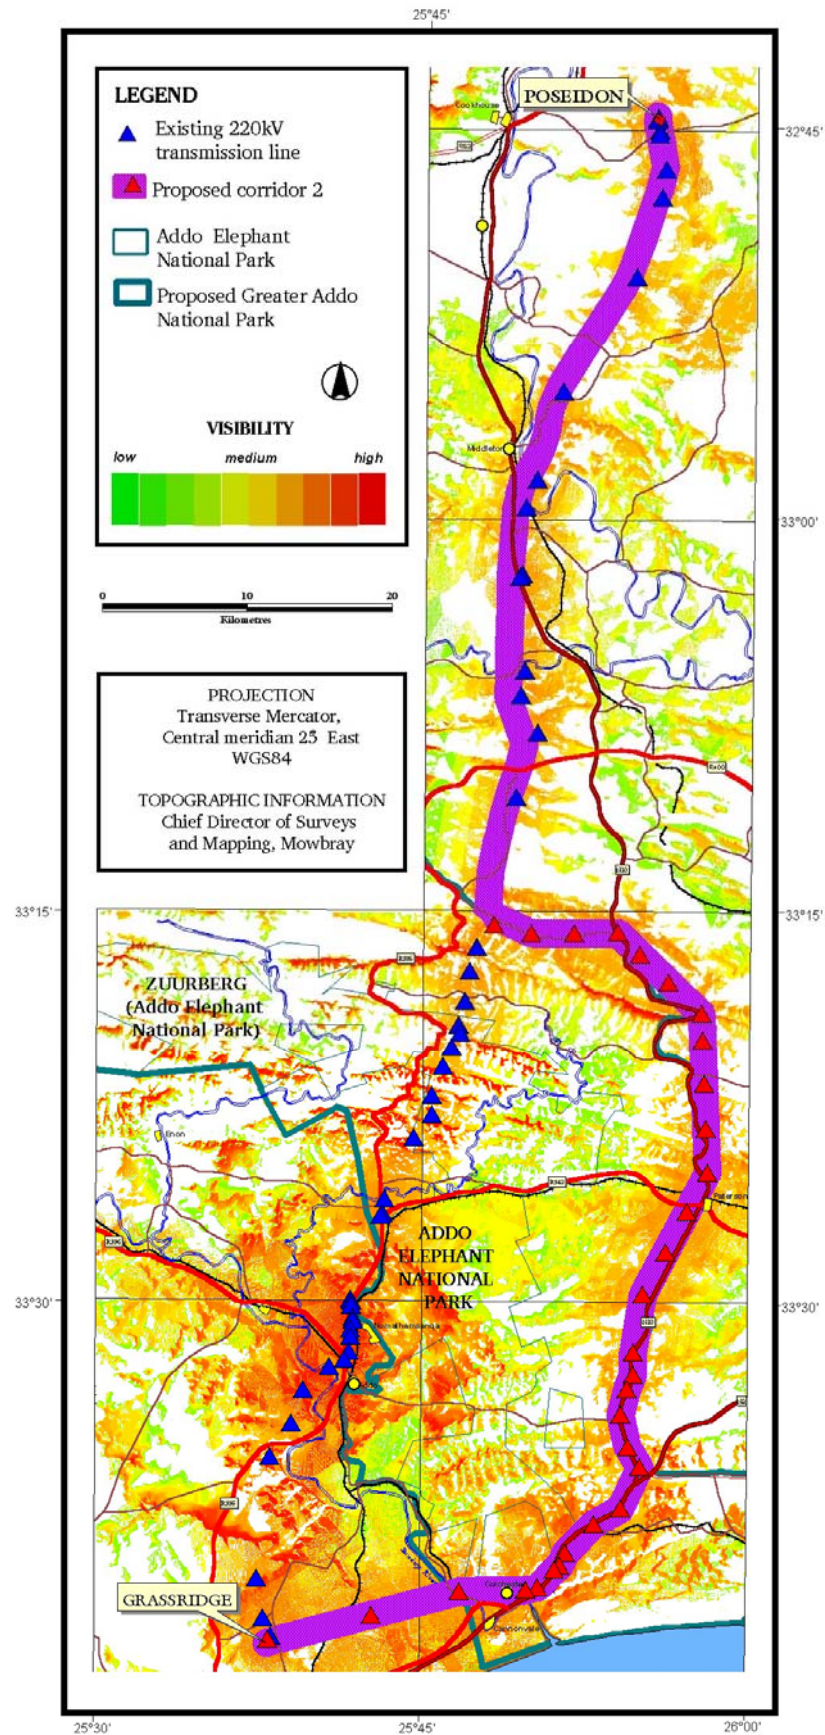 25°45'
LEGEND
Existing 220kV
transmission line
Proposed corridor 2
Addo Elephant
National Park
Proposed Greater Addo
National Park
VISIBILITY
low medium high
0 10 20
Kilometres
PROJECTION
Transverse Mercator,
Central meridian 25 East
WGS84
TOPOGRAPHIC INFORMATION
Chief Director of Surveys
and Mapping, Mowbray
POSEIDON
Cookhouse
32°45'
Middleton
33°00'
R400
33°15'
33°15'
ZUURBERG
(Addo Elephant
National Park)
Enon
R342
Paterson
ADDO
ELEPHANT
NATIONAL
PARK
33°30'
33°30'
GRASSRIDGE
Cannonvale
25°30'
25°45'
26°00'